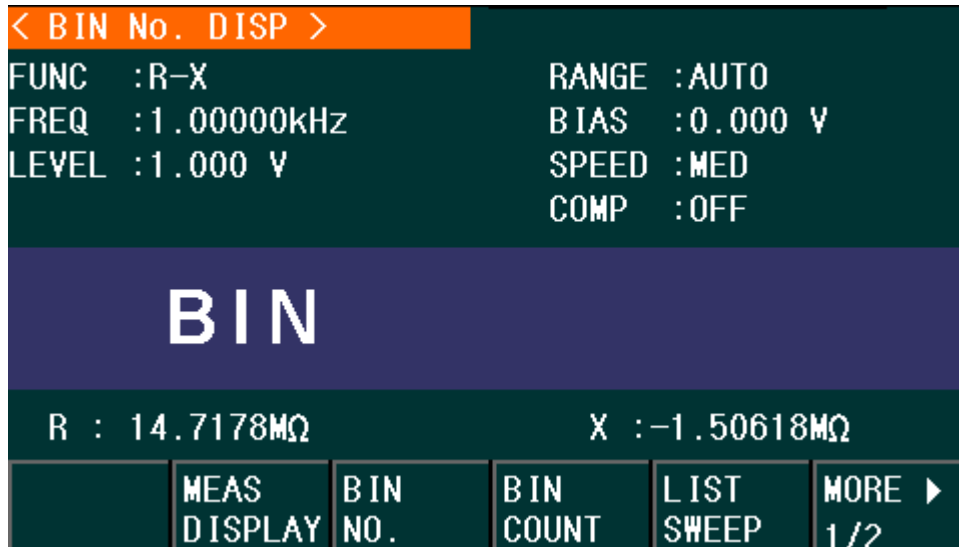 < BIN No. DISP >
FUNC :R-X RANGE :AUTO
FREQ :1.00000kHz BIAS :0.000 V
LEVEL :1.000 V SPEED :MED
COMP :OFF
BIN
R : 14.7178MΩ X :-1.50618MΩ
MEAS DISPLAY
BIN NO.
BIN COUNT
LIST SWEEP
MORE ▶ 1/2